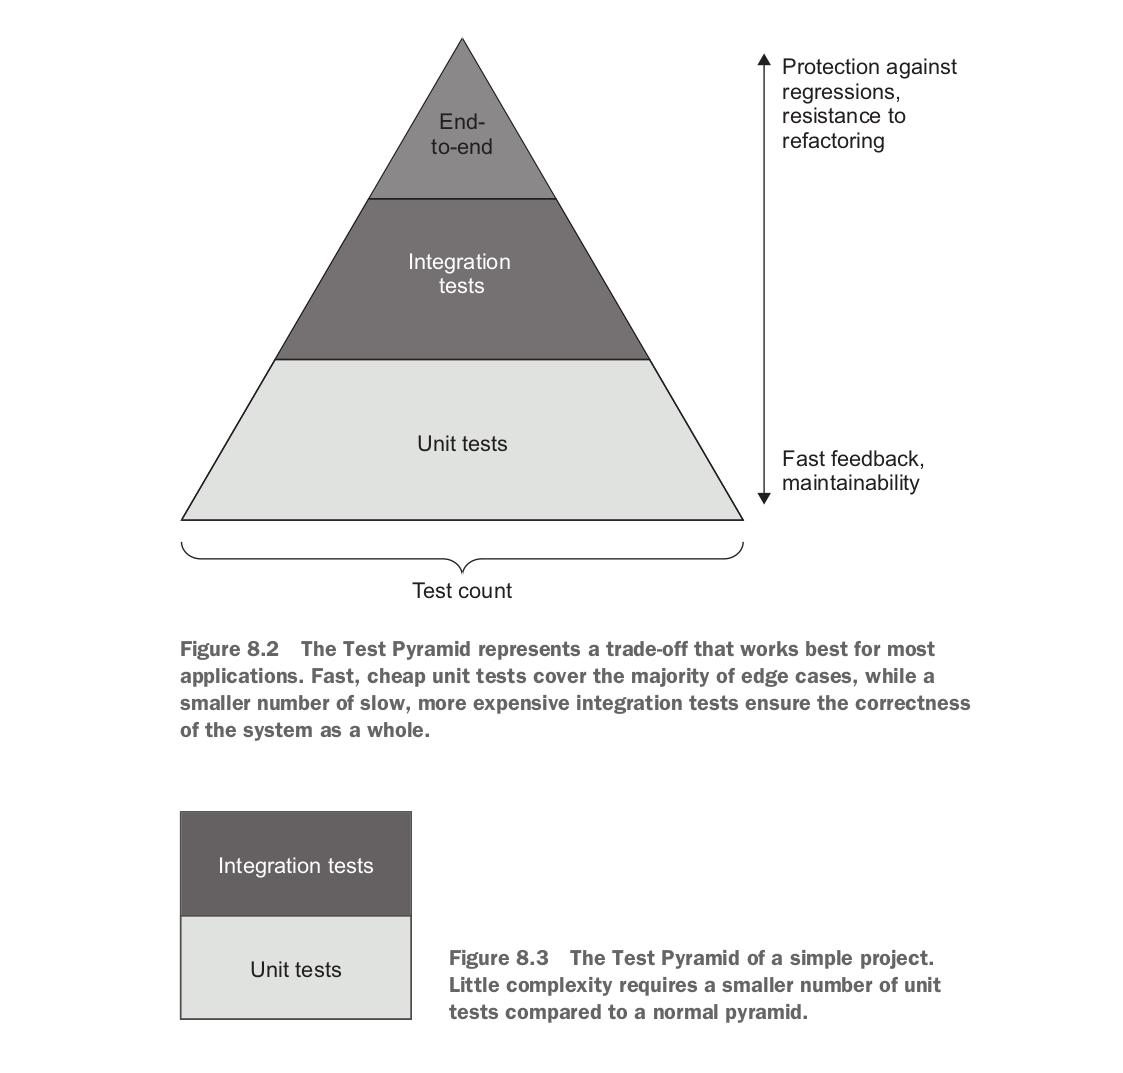 End-
to-end
Integration
tests
Unit tests
Test count
Protection against
regressions,
resistance to
refactoring
Fast feedback,
maintainability
Figure 8.2 The Test Pyramid represents a trade-off that works best for most
applications. Fast, cheap unit tests cover the majority of edge cases, while a
smaller number of slow, more expensive integration tests ensure the correctness
of the system as a whole.
Integration tests
Unit tests
Figure 8.3 The Test Pyramid of a simple project.
Little complexity requires a smaller number of unit
tests compared to a normal pyramid.